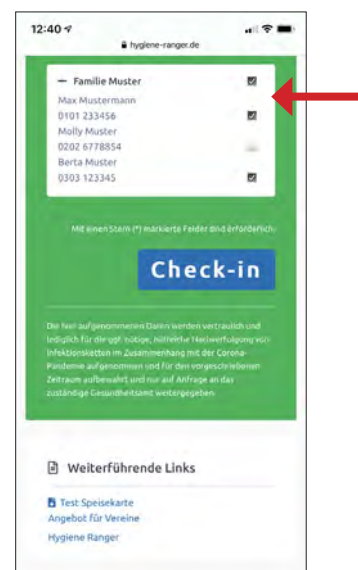 12:40
hygiene-ranger.de
Familie Muster
Max Mustermann
0101 233456
Molly Muster
0202 6778854
Berta Muster
0303 123345
Mit einen Stern (*) markierte Felder sind erforderlich.
Check-in
Die hier aufgenommenen Daten werden vertraulich und
lediglich für die ggf. nötige, hilfreiche Nachverfolgung von
Infektionsketten im Zusammenhang mit der Corona-
Pandemie aufgenommen und für den vorgeschriebenen
Zeitraum aufbewahrt und nur auf Anfrage an das
zuständige Gesundheitsamt weitergegeben.
Weiterführende Links
Test Speisekarte
Angebot für Vereine
Hygiene Ranger